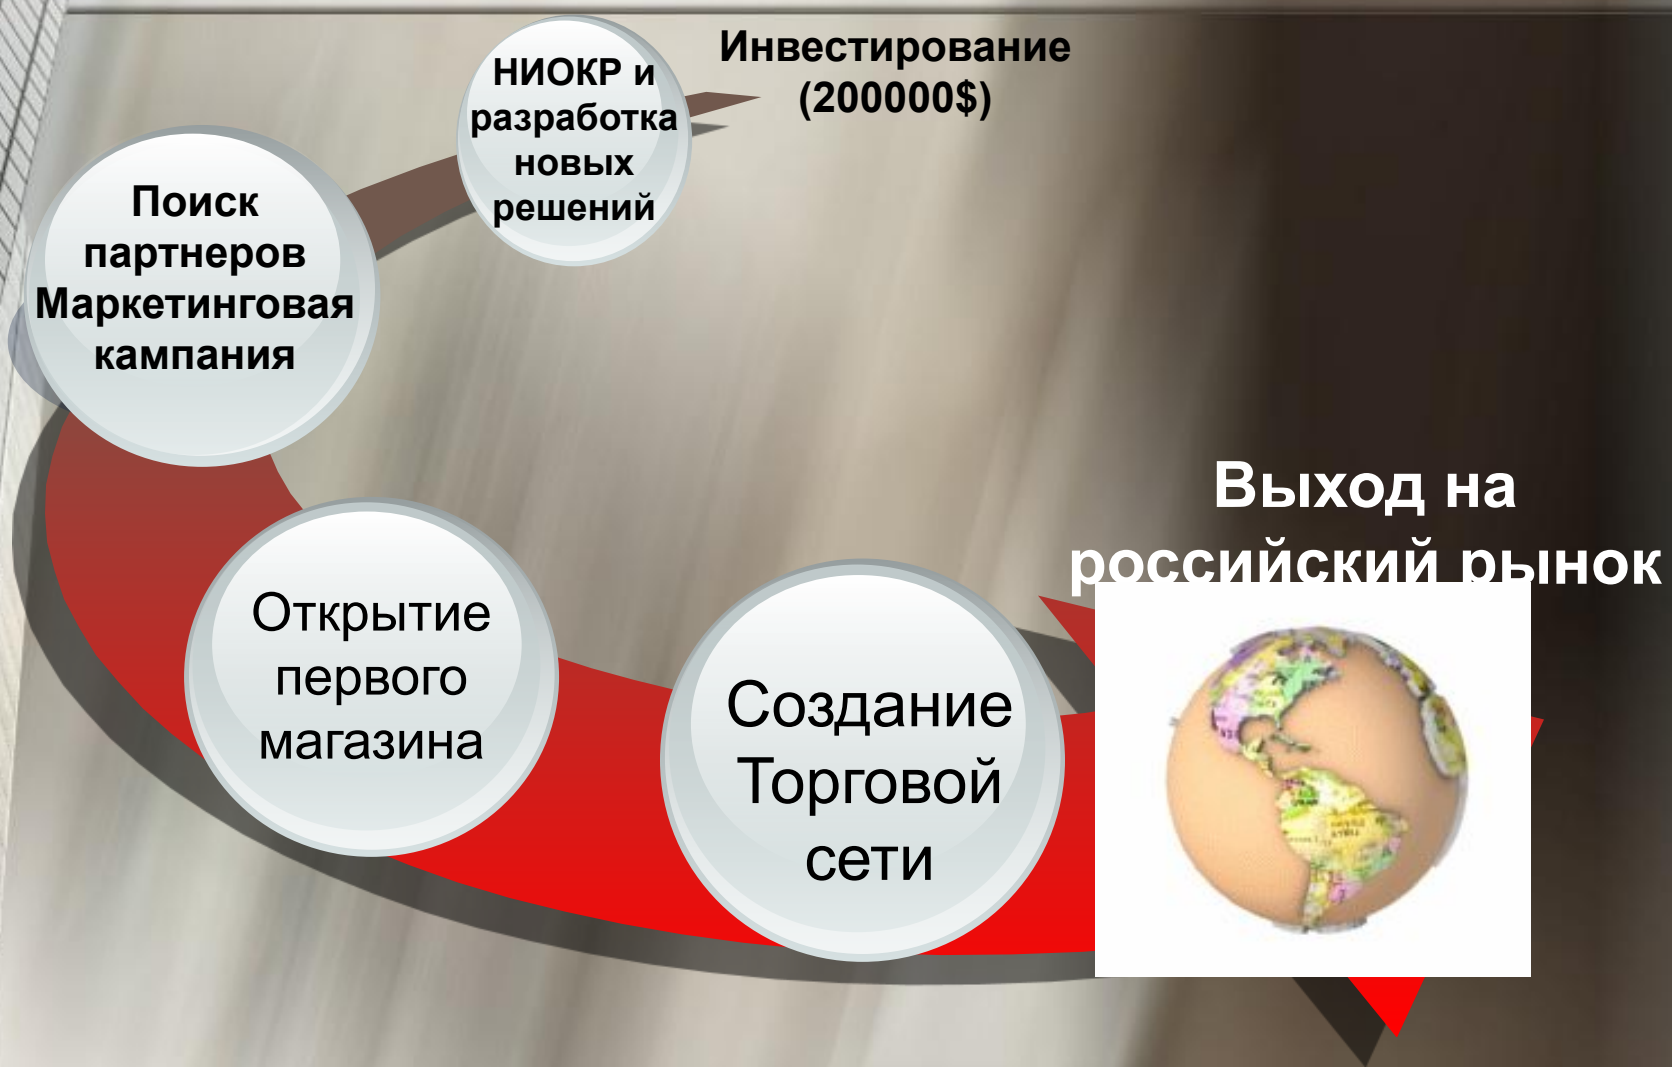 Инвестирование
(200000$)
НИОКР и
разработка
новых
решений
Поиск
партнеров
Маркетинговая
кампания
Открытие
первого
магазина
Создание
Торговой
сети
Выход на
российский рынок